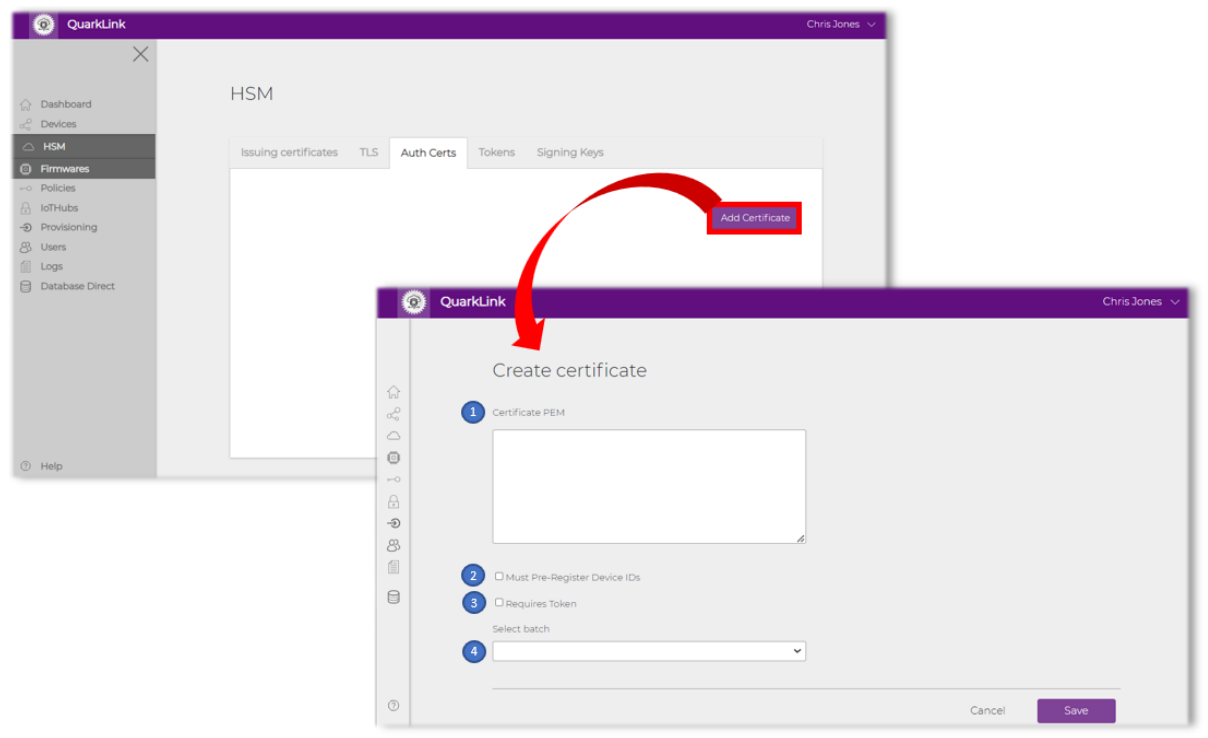 QuarkLink
Chris Jones
Dashboard
Devices
HSM
Firmwares
Policies
IoTHubs
Provisioning
Users
Logs
Database Direct
Help
HSM
Issuing certificates TLS Auth Certs Tokens Signing Keys
Add Certificate
QuarkLink
Chris Jones
Create certificate
1 Certificate PEM
2 Must Pre-Register Device IDs
3 Requires Token
Select batch
4
Cancel Save